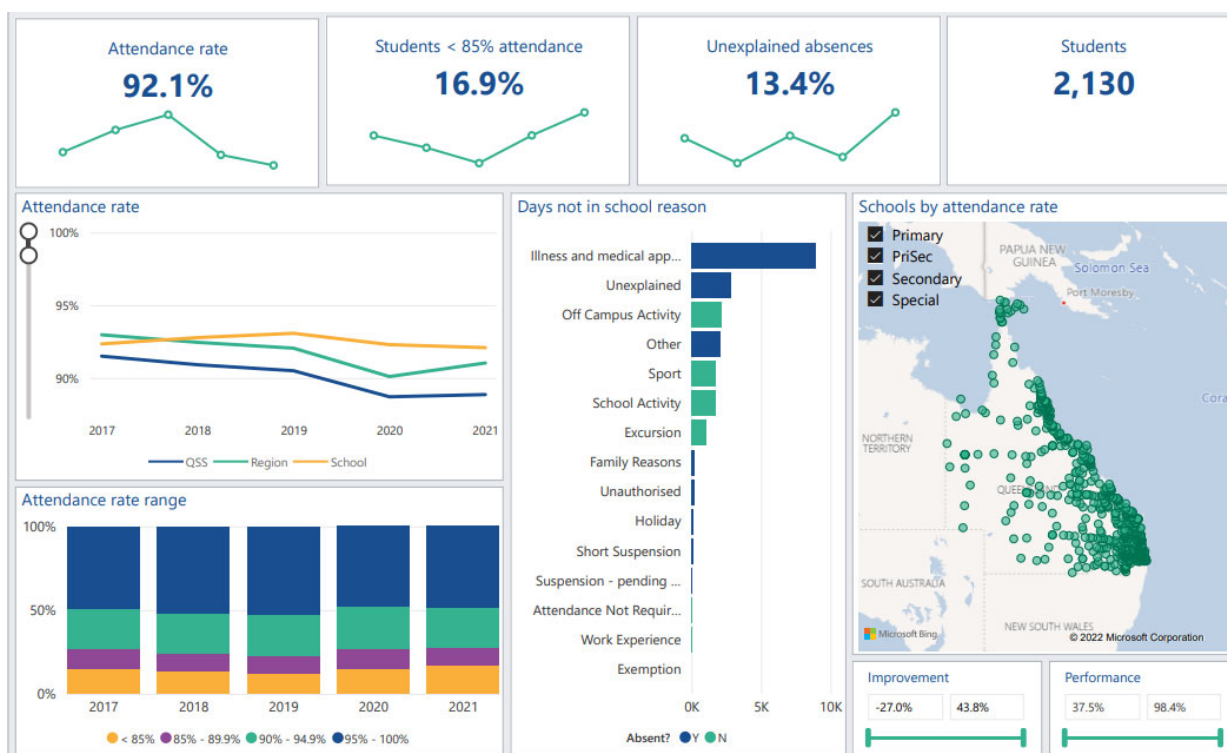 Attendance rate
92.1%
Students < 85% attendance
16.9%
Unexplained absences
13.4%
Students
2,130
Attendance rate
100%
95%
90%
2017 2018 2019 2020 2021
QSS Region School
Attendance rate range
100%
50%
0%
2017 2018 2019 2020 2021
< 85% 85% - 89.9% 90% - 94.9% 95% - 100%
Days not in school reason
Illness and medical app...
Unexplained
Off Campus Activity
Other
Sport
School Activity
Excursion
Family Reasons
Unauthorised
Holiday
Short Suspension
Suspension - pending ...
Attendance Not Requir...
Work Experience
Exemption
0K 5K 10K
Absent? Y N
Schools by attendance rate
Primary
PriSec
Secondary
Special
PAPUA NEW
GUINEA
Solomon Sea
Port Moresby
Cora
NORTHERN
TERRITORY
SOUTH AUSTRALIA
NEW SOUTH WALES
Microsoft Bing
© 2022 Microsoft Corporation
Improvement
-27.0% 43.8%
Performance
37.5% 98.4%